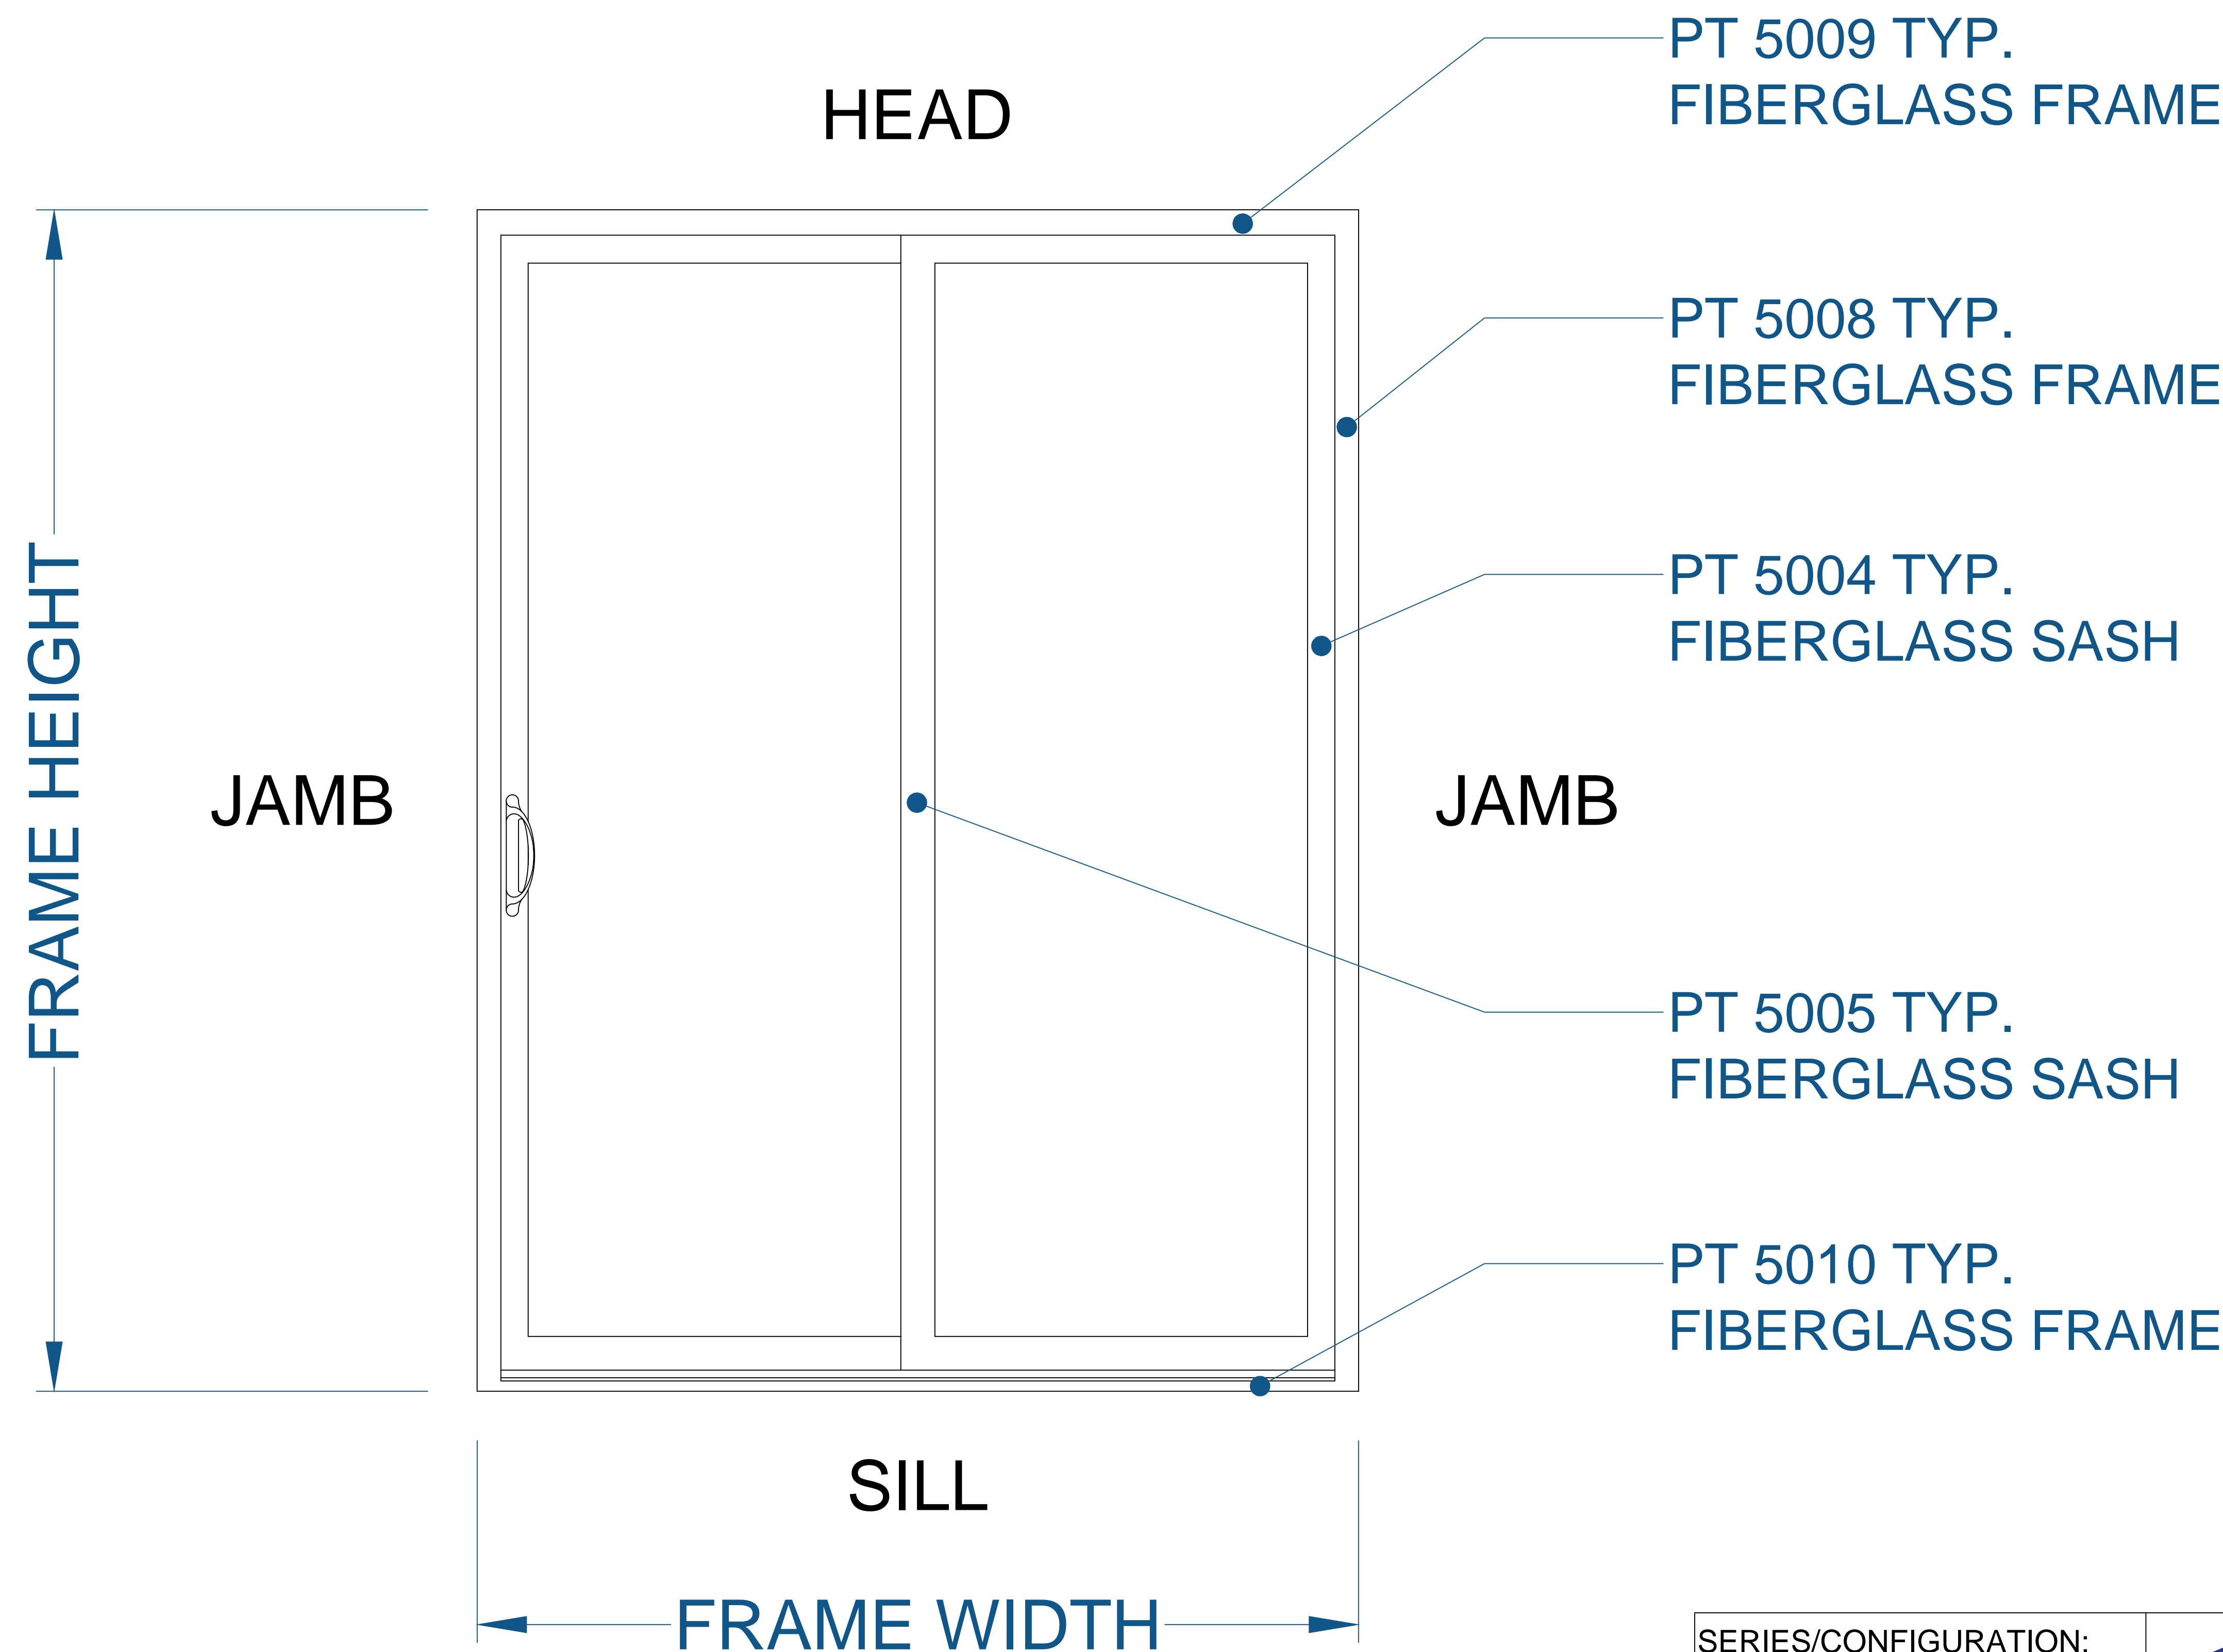 PT 5009 TYP.
FIBERGLASS FRAME
HEAD
PT 5008 TYP.
FIBERGLASS FRAME
PT 5004 TYP.
FIBERGLASS SASH
FRAME HEIGHT
JAMB
JAMB
PT 5005 TYP.
FIBERGLASS SASH
PT 5010 TYP.
FIBERGLASS FRAME
SILL
FRAME WIDTH
SERIES/CONFIGURATION: